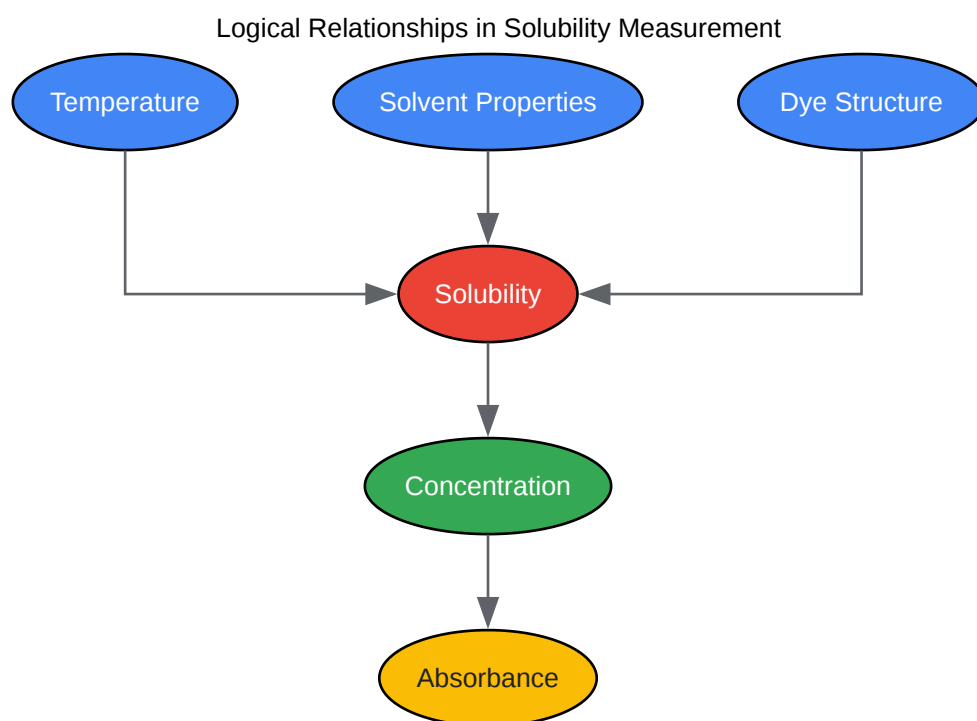 Logical Relationships in Solubility Measurement
Temperature
Solvent Properties
Dye Structure
Solubility
Concentration
Absorbance